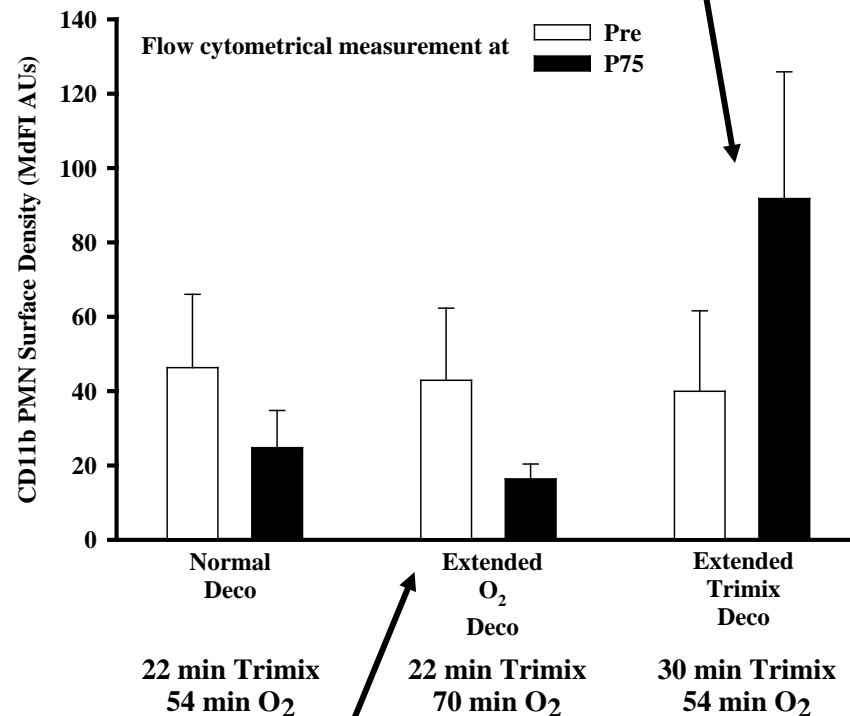 140
120
100
80
60
40
20
0
CD11b PMN Surface Density (MdFI AUs)
Flow cytometrical measurement at
Pre
P75
Normal
Deco
Extended
O₂
Deco
Extended
Trimix
Deco
22 min Trimix
54 min O₂
22 min Trimix
70 min O₂
30 min Trimix
54 min O₂